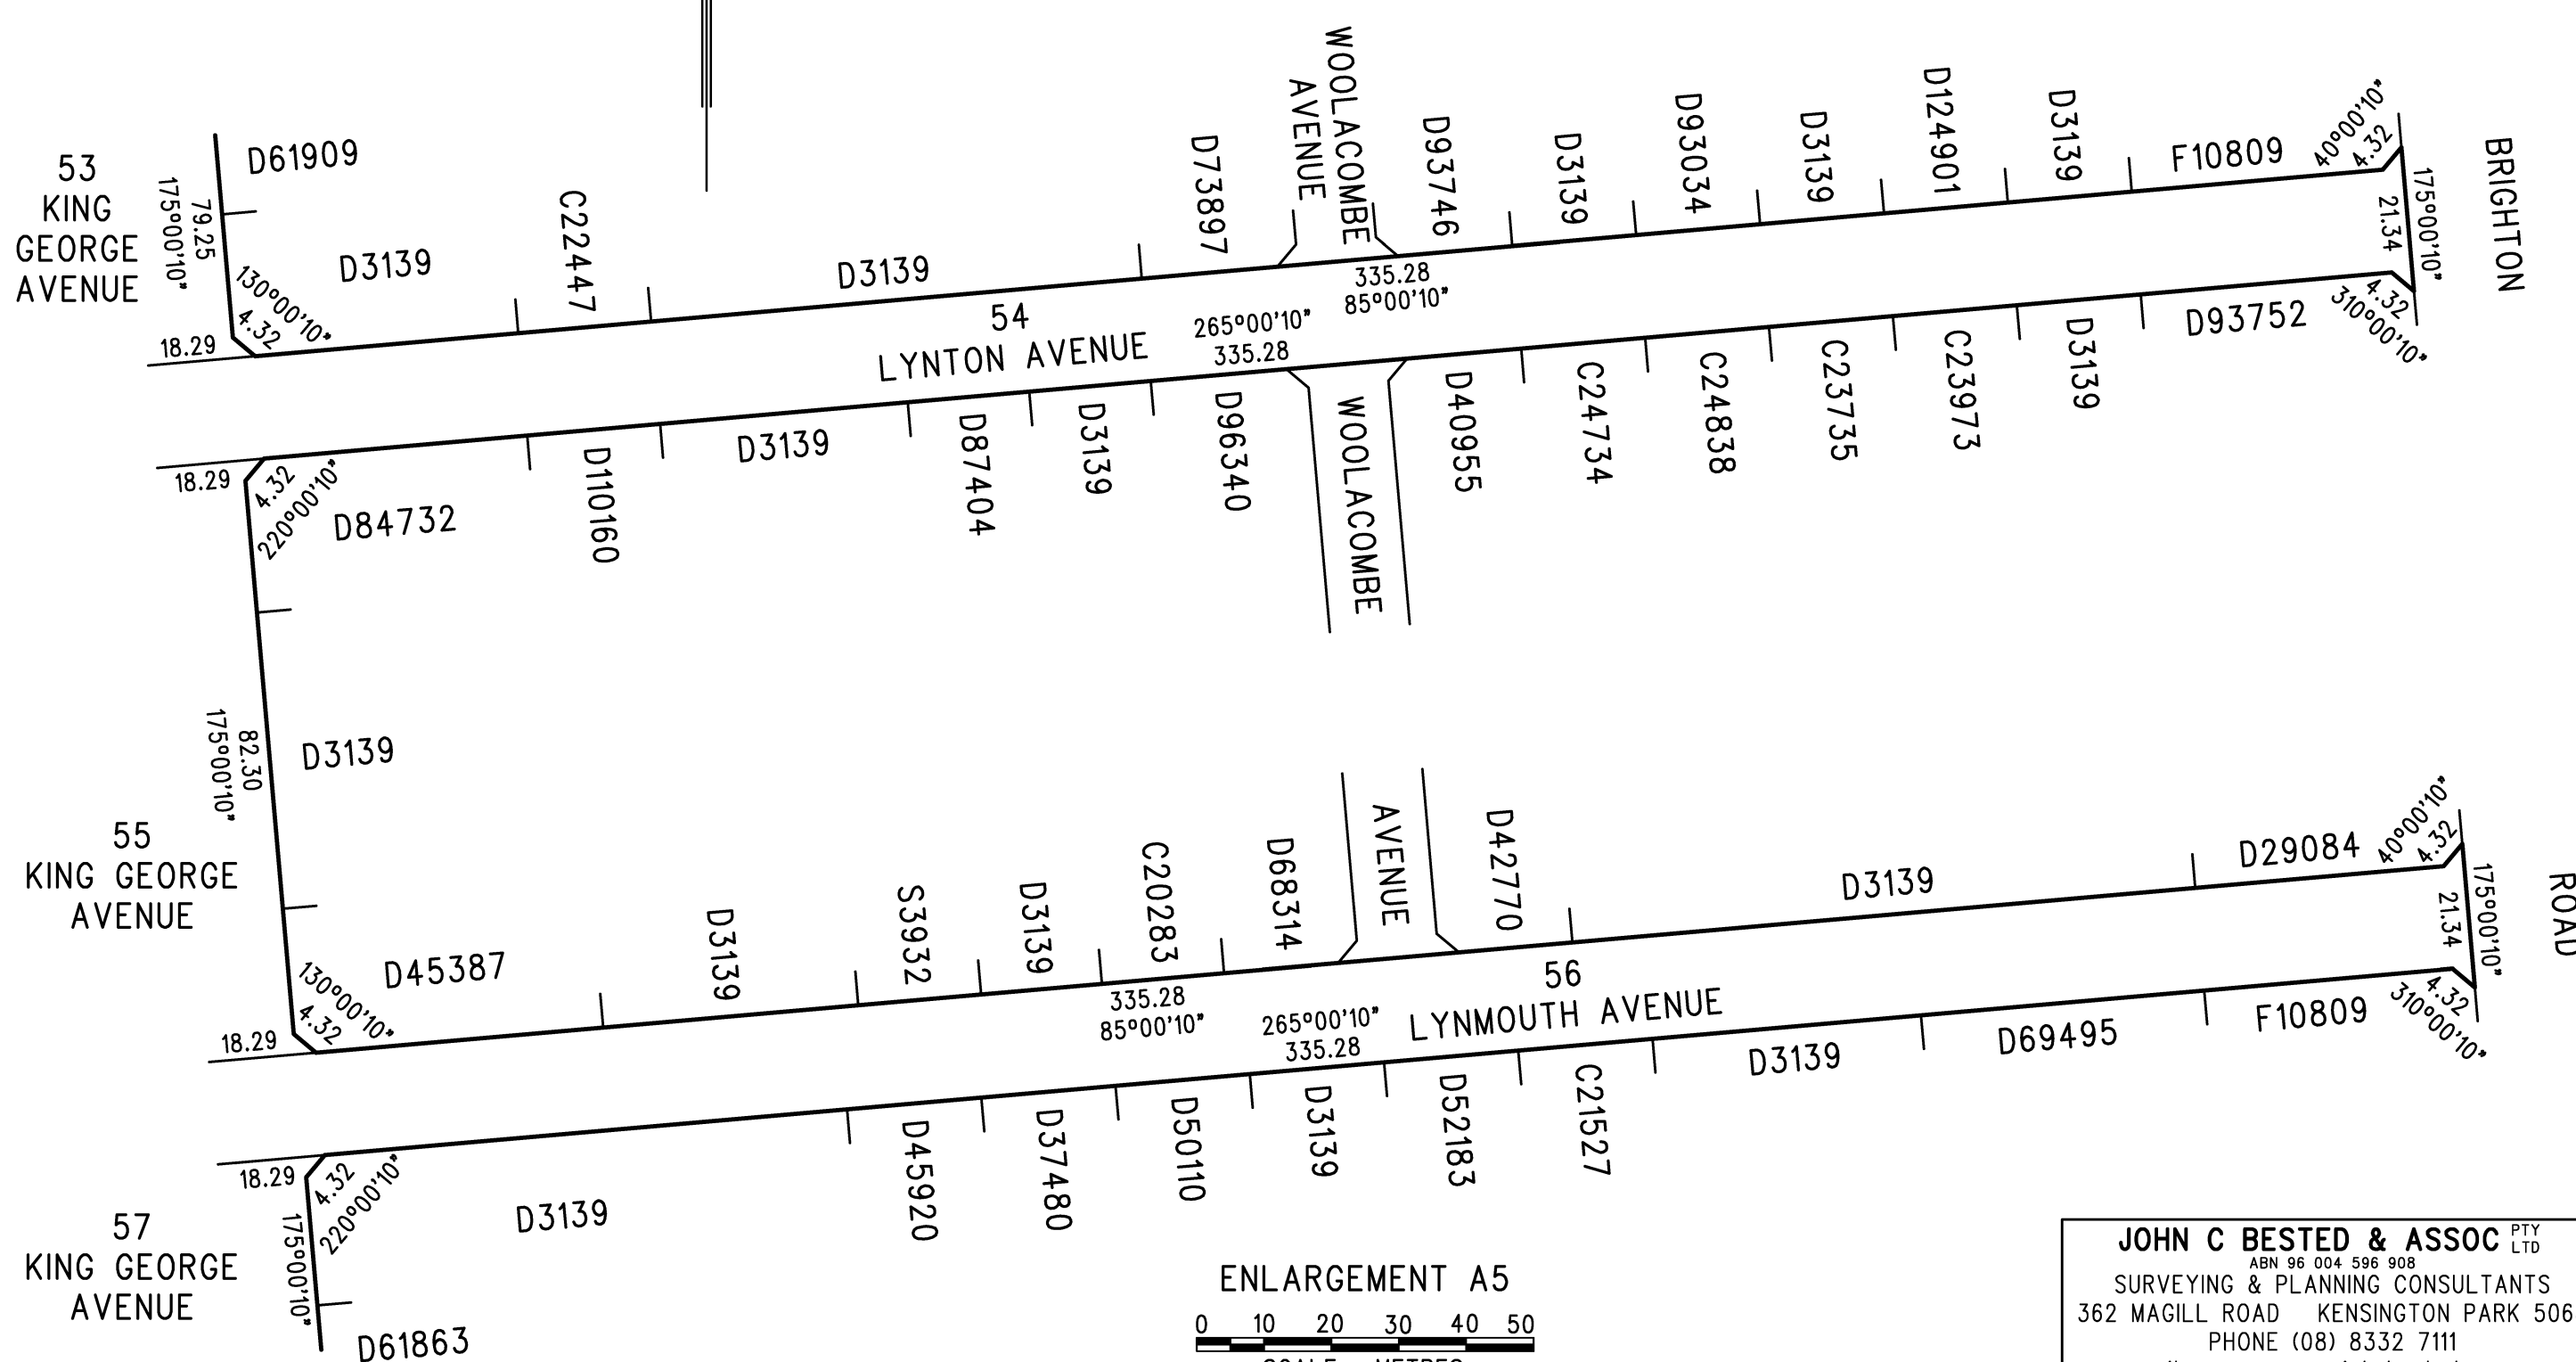 53
KING
GEORGE
AVENUE
175°00'10"
79.25
D61909
130°00'10"
4.32
18.29
D3139
C22447
D3139
D73897
WOOLACOMBE
AVENUE
D93746
D3139
D93034
D3139
D124901
D3139
F10809
40°00'10"
4.32
175°00'10"
21.34
BRIGHTON
335.28
85°00'10"
54
LYNTON AVENUE
265°00'10"
335.28
4.32
310°00'10"
18.29
4.32
220°00'10"
D84732
D110160
D3139
D87404
D3139
D96340
WOOLACOMBE
D40955
C24734
C24838
C23735
C23973
D3139
D93752
82.30
175°00'10"
D3139
55
KING GEORGE
AVENUE
130°00'10"
4.32
18.29
D45387
D3139
S3932
D3139
C20283
D68314
AVENUE
D42770
D3139
D29084
40°00'10"
4.32
175°00'10"
21.34
ROAD
335.28
85°00'10"
56
LYNMOUTH AVENUE
265°00'10"
335.28
4.32
310°00'10"
18.29
4.32
220°00'10"
175°00'10"
D3139
D45920
D37480
D50110
D3139
D52183
C21527
D3139
D69495
F10809
57
KING GEORGE
AVENUE
D61863
ENLARGEMENT A5
0 10 20 30 40 50
SCALE METRES
JOHN C BESTED & ASSOC PTY LTD
ABN 96 004 596 908
SURVEYING & PLANNING CONSULTANTS
362 MAGILL ROAD KENSINGTON PARK 506
PHONE (08) 8332 7111